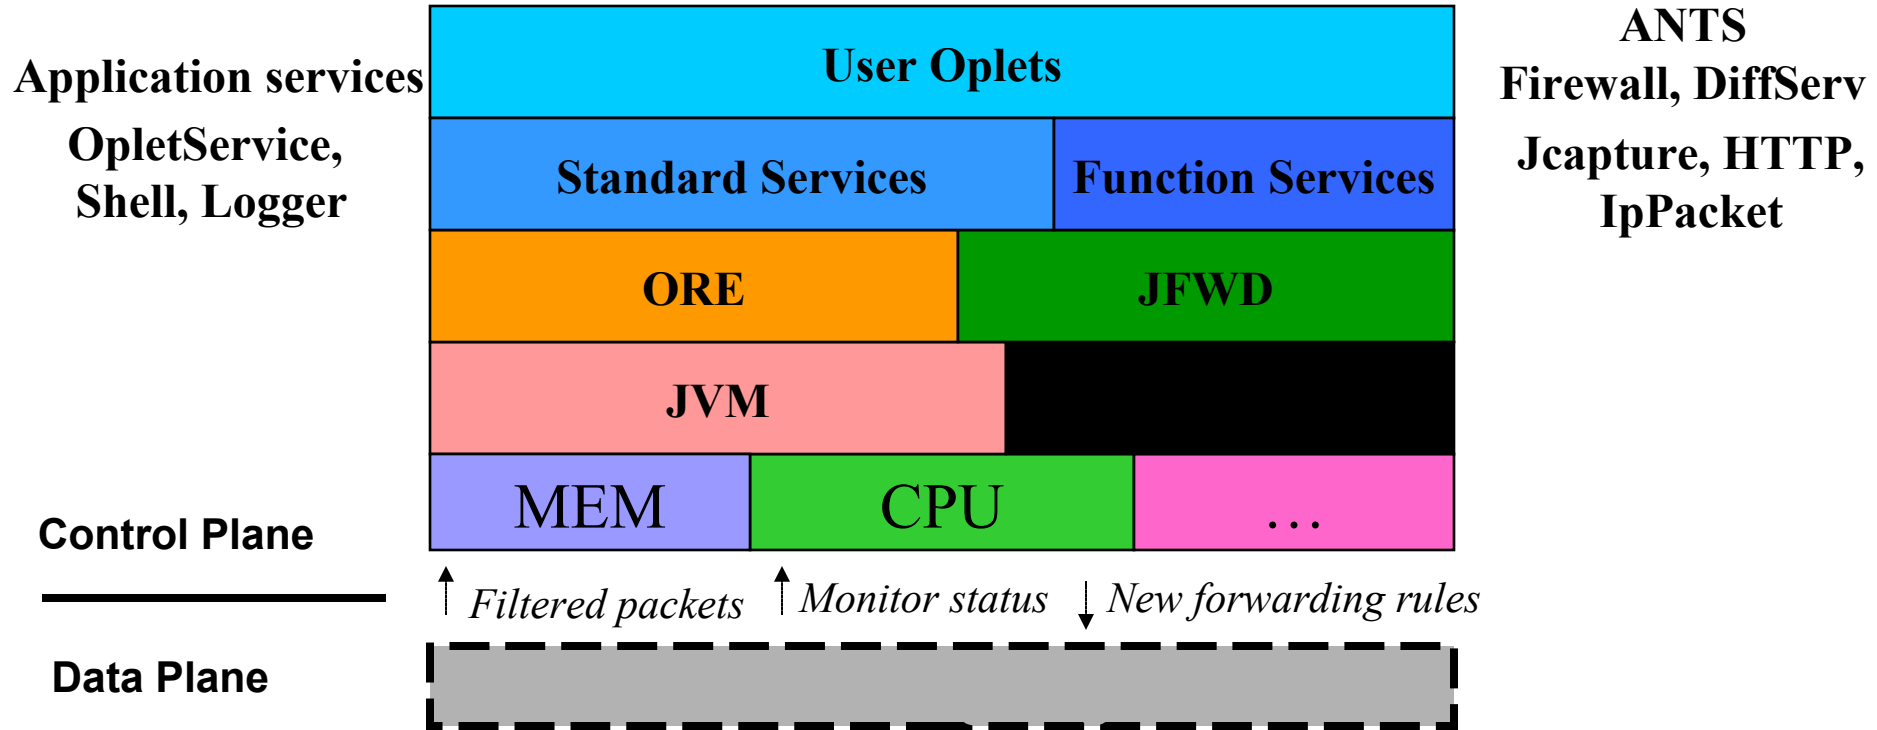 ANTS
User Oplets
Application services
Firewall, DiffServ
OpletService,
Shell, Logger
Standard Services
Function Services
Jcapture, HTTP,
IpPacket
ORE
JFWD
JVM
MEM
CPU
...
Control Plane
Filtered packets
Monitor status
New forwarding rules
Data Plane